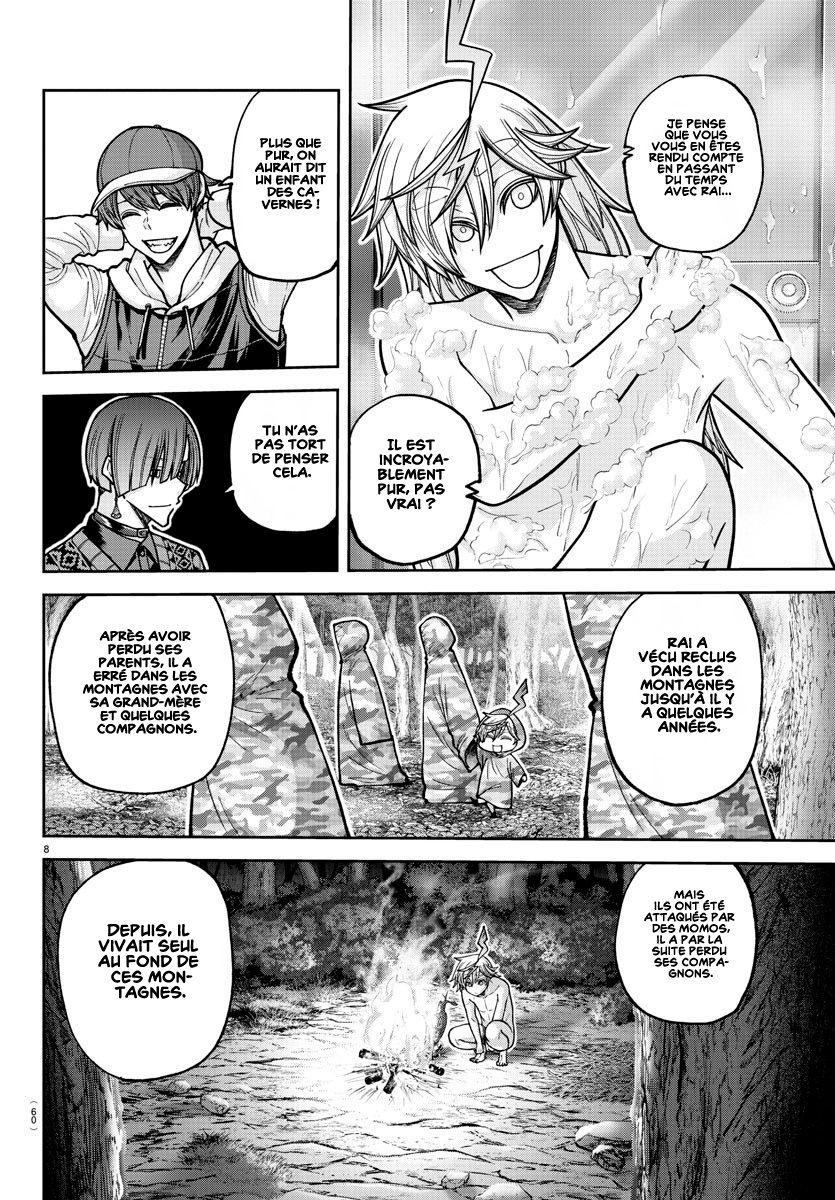 JE PENSE
QUE VOUS
VOUS EN ÊTES
RENDU COMPTE
EN PASSANT
DU TEMPS
AVEC RAI...
IL EST
INCROYA-
BLEMENT
PUR, PAS
VRAI ?
PLUS QUE
PUR, ON
AURAIT DIT
UN ENFANT
DES CA-
VERNES !
TU N'AS
PAS TORT
DE PENSER
CELA.
RAI A
VÉCU RECLUS
DANS LES
MONTAGNES
JUSQU'À IL Y
A QUELQUES
ANNÉES.
APRÈS AVOIR
PERDU SES
PARENTS, IL A
ERRÉ DANS LES
MONTAGNES AVEC
SA GRAND-MÈRE
ET QUELQUES
COMPAGNONS.
8
MAIS
ILS ONT ÉTÉ
ATTAQUÉS PAR
DES MOMOS,
IL A PAR LA
SUITE PERDU
SES COMPA-
GNONS.
DEPUIS, IL
VIVAIT SEUL
AU FOND DE
CES MON-
TAGNES.
(60)